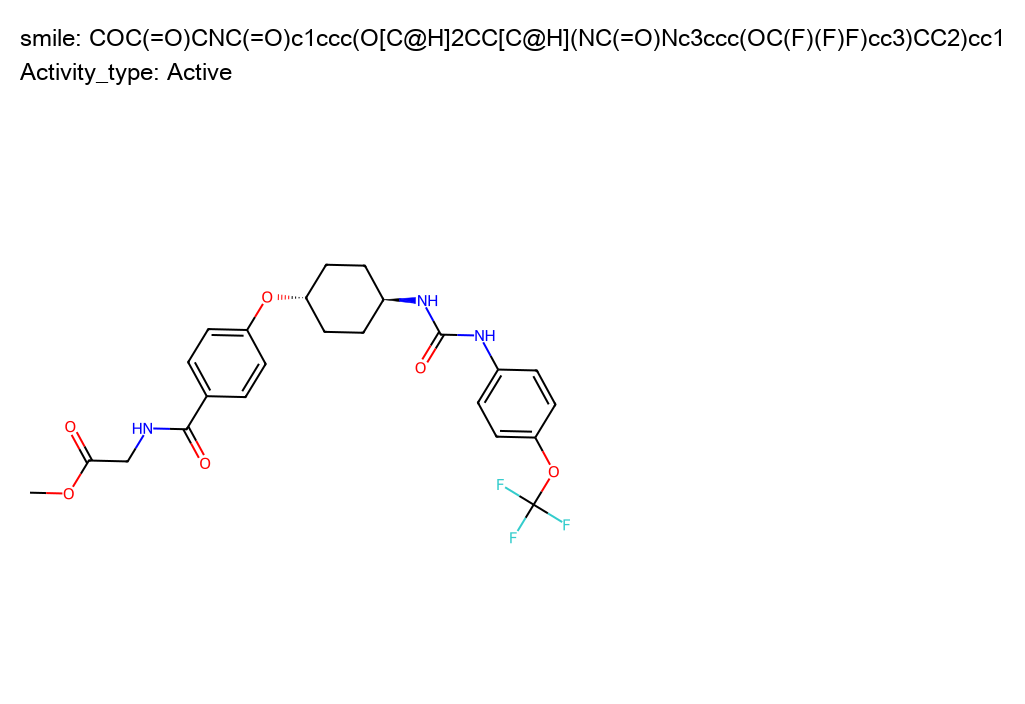 smile: COC(=O)CNC(=O)c1ccc(O[C@H]2CC[C@H](NC(=O)Nc3ccc(OC(F)(F)F)cc3)CC2)cc1
Activity_type: Active
O NH
NH
O
O HN
O
O
O
F
F
F